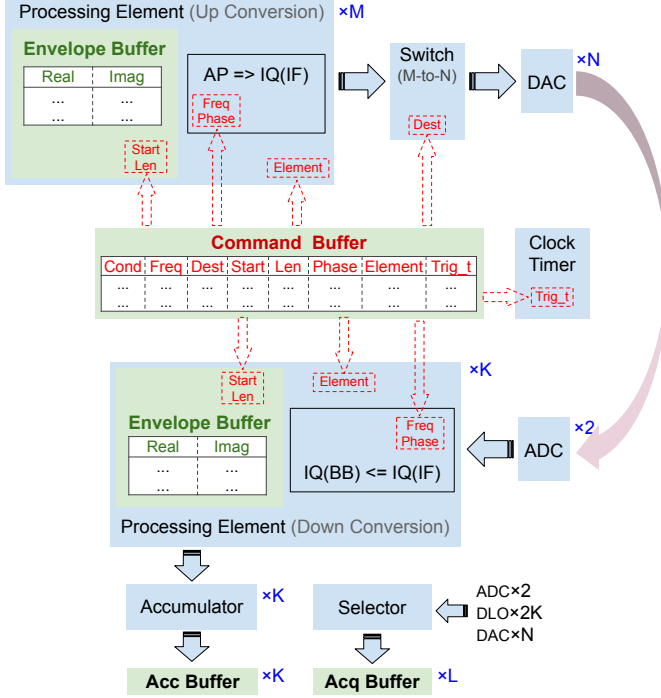 Processing Element (Up Conversion)
×M
Envelope Buffer
Real Imag
... ...
... ...
Start
Len
AP => IQ(IF)
Freq
Phase
Element
Switch
(M-to-N)
Dest
DAC
×N
Command Buffer
Cond Freq Dest Start Len Phase Element Trig_t
... ... ... ... ... ... ... ...
... ... ... ... ... ... ... ...
Clock
Timer
Trig_t
×K
Start
Len
Element
Envelope Buffer
Real Imag
... ...
... ...
Freq
Phase
IQ(BB) <= IQ(IF)
Processing Element (Down Conversion)
ADC
×2
Accumulator
×K
Selector
ADC×2
DLO×2K
DAC×N
Acc Buffer
×K
Acq Buffer
×L